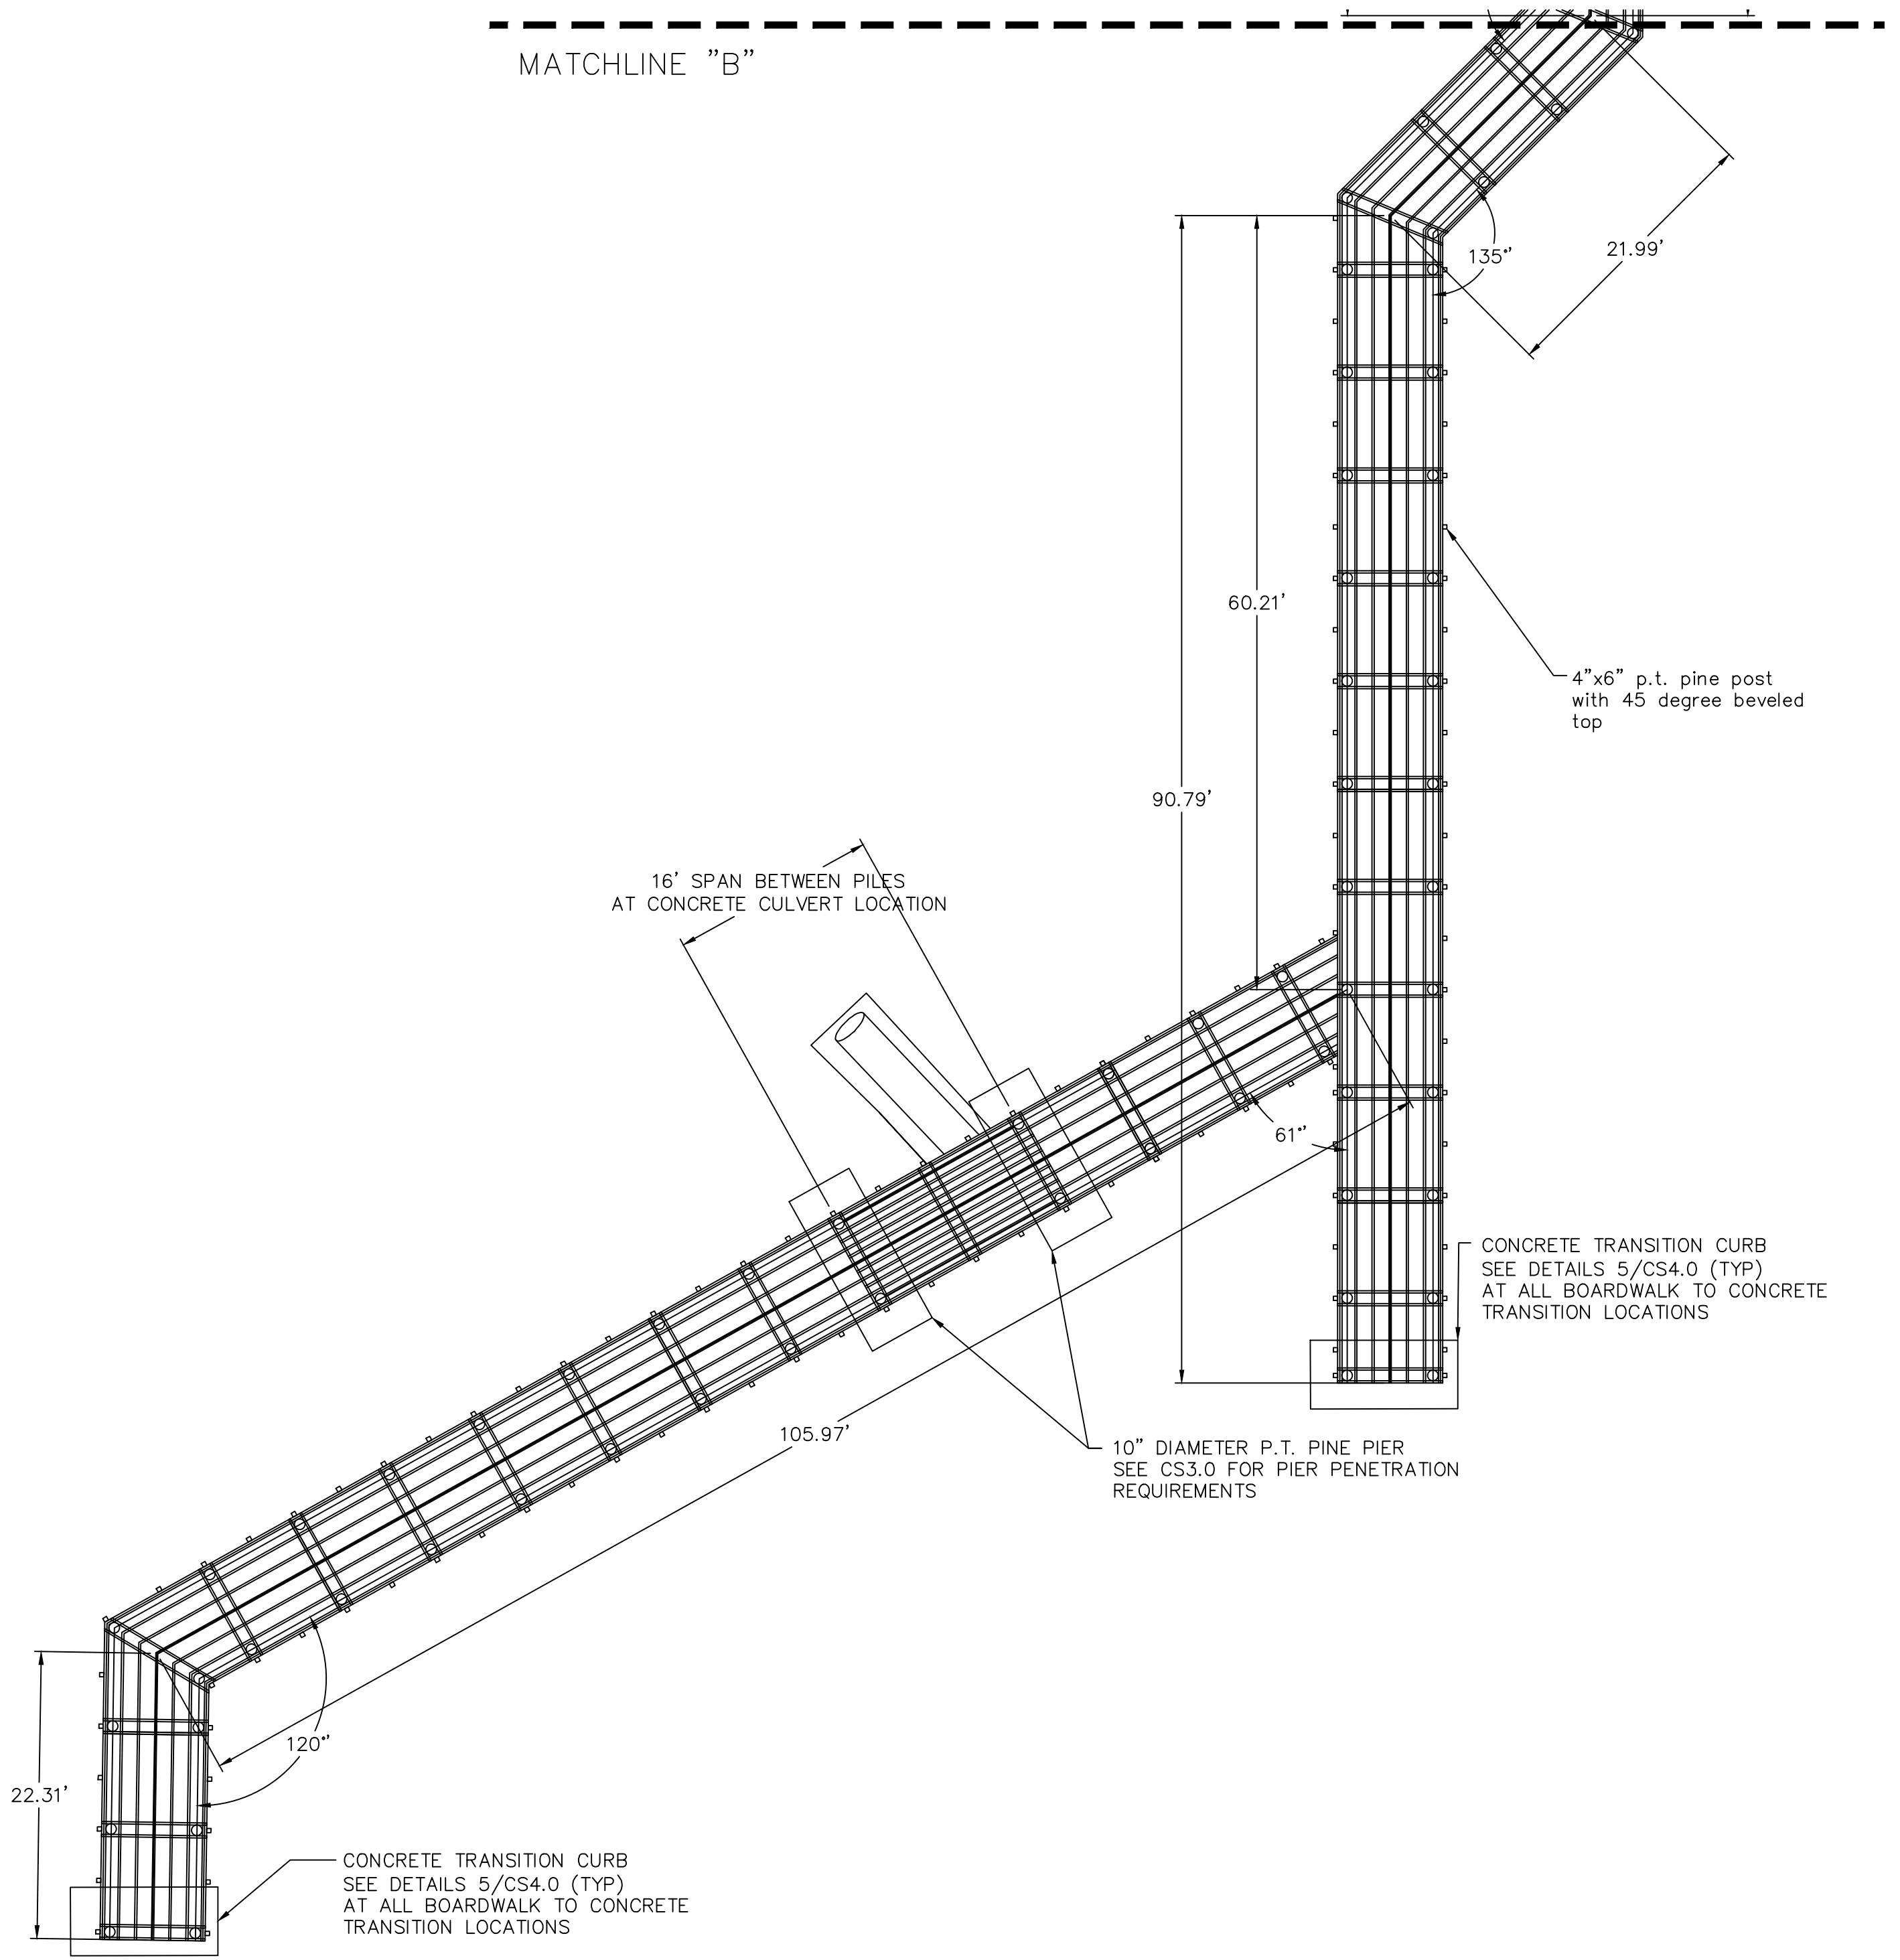 MATCHLINE "B"
135°'
21.99'
60.21'
4"x6" p.t. pine post
with 45 degree beveled
top
90.79'
16' SPAN BETWEEN PILES
AT CONCRETE CULVERT LOCATION
61°'
CONCRETE TRANSITION CURB
SEE DETAILS 5/CS4.0 (TYP)
AT ALL BOARDWALK TO CONCRETE
TRANSITION LOCATIONS
105.97'
10" DIAMETER P.T. PINE PIER
SEE CS3.0 FOR PIER PENETRATION
REQUIREMENTS
120°'
22.31'
CONCRETE TRANSITION CURB
SEE DETAILS 5/CS4.0 (TYP)
AT ALL BOARDWALK TO CONCRETE
TRANSITION LOCATIONS